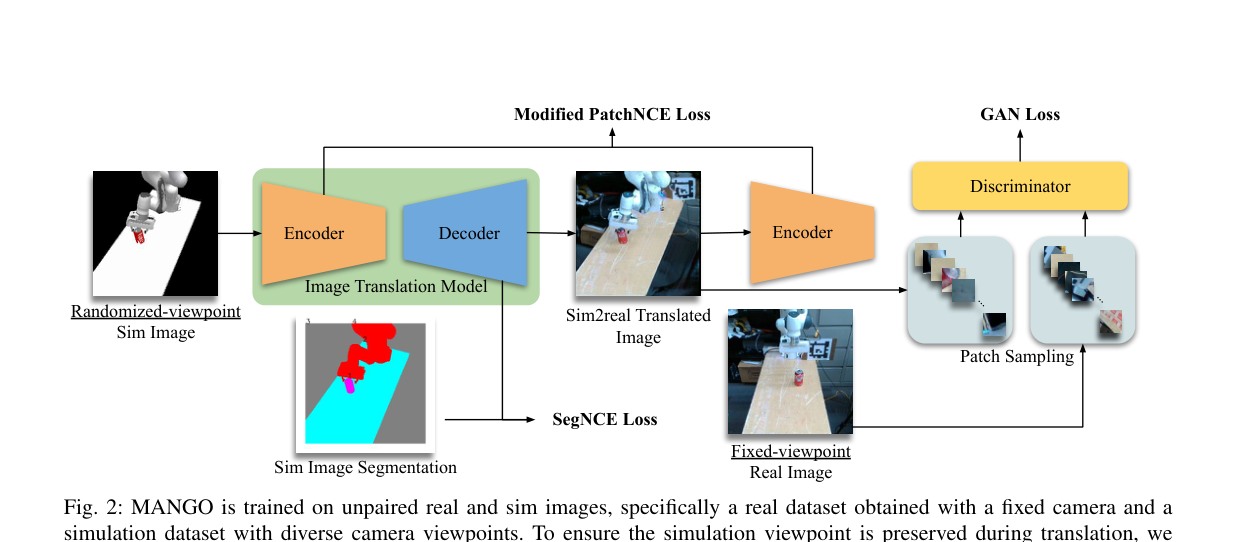 Modified PatchNCE Loss
GAN Loss
Discriminator
Encoder
Decoder
Encoder
Image Translation Model
Randomized-viewpoint
Sim Image
Sim2real Translated
Image
Patch Sampling
SegNCE Loss
Fixed-viewpoint
Real Image
Sim Image Segmentation
Fig. 2: MANGO is trained on unpaired real and sim images, specifically a real dataset obtained with a fixed camera and a
simulation dataset with diverse camera viewpoints. To ensure the simulation viewpoint is preserved during translation, we